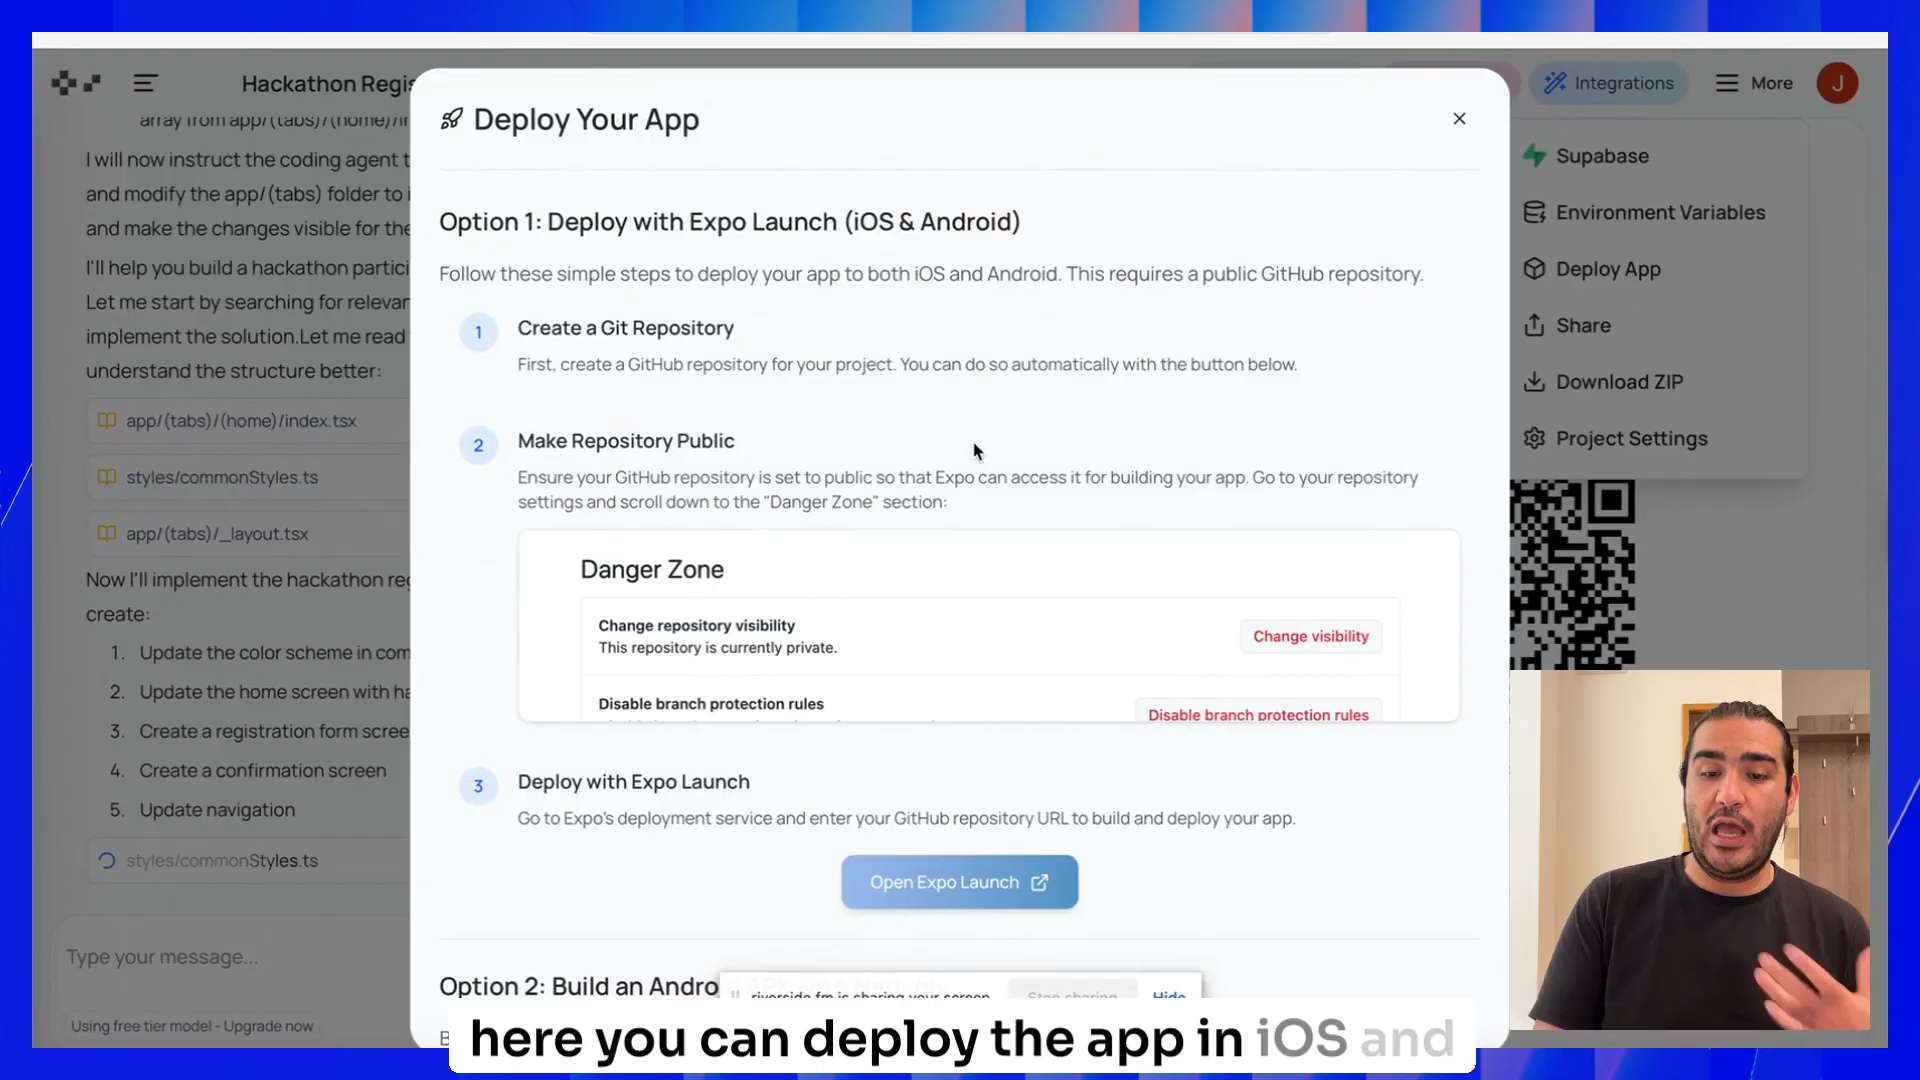 Hackathon Regis
Integrations
More
J
array from app/(tabs)/(home)/ir
I will now instruct the coding agent t
and modify the app/(tabs) folder to i
and make the changes visible for the
I'll help you build a hackathon partici
Let me start by searching for relevan
implement the solution.Let me read
understand the structure better:
app/(tabs)/(home)/index.tsx
styles/commonStyles.ts
app/(tabs)/_layout.tsx
Now I'll implement the hackathon reg
create:
1. Update the color scheme in com
2. Update the home screen with ha
3. Create a registration form scree
4. Create a confirmation screen
5. Update navigation
styles/commonStyles.ts
Type your message...
Using free tier model - Upgrade now
Deploy Your App
Option 1: Deploy with Expo Launch (iOS & Android)
Follow these simple steps to deploy your app to both iOS and Android. This requires a public GitHub repository.
1
Create a Git Repository
First, create a GitHub repository for your project. You can do so automatically with the button below.
2
Make Repository Public
Ensure your GitHub repository is set to public so that Expo can access it for building your app. Go to your repository
settings and scroll down to the "Danger Zone" section:
Danger Zone
Change repository visibility
This repository is currently private.
Change visibility
Disable branch protection rules
Disable branch protection rules
3
Deploy with Expo Launch
Go to Expo's deployment service and enter your GitHub repository URL to build and deploy your app.
Open Expo Launch
Option 2: Build an Andro
riverside.fm is sharing your screen
Stop sharing
Hide
Supabase
Environment Variables
Deploy App
Share
Download ZIP
Project Settings
here you can deploy the app in iOS and